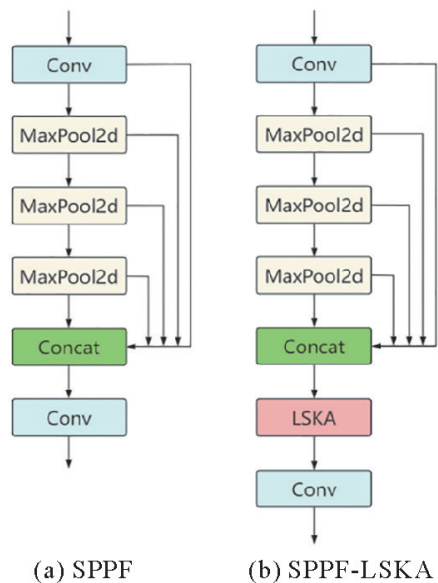 Conv
MaxPool2d
MaxPool2d
MaxPool2d
Concat
Conv
(a) SPPF
Conv
MaxPool2d
MaxPool2d
MaxPool2d
Concat
LSKA
Conv
(b) SPPF-LSKA